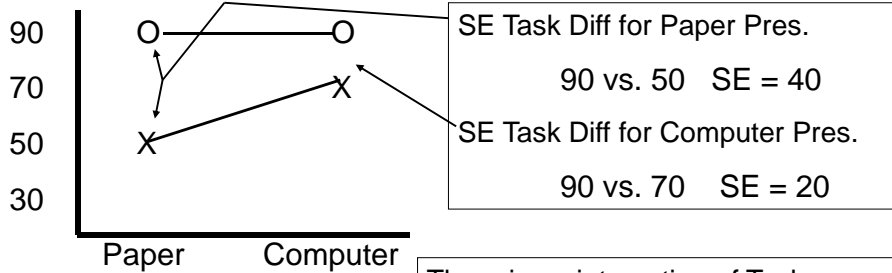 90
70
50
30
O O
X X
Paper Computer
SE Task Diff for Paper Pres.
90 vs. 50 SE = 40
SE Task Diff for Computer Pres.
90 vs. 70 SE = 20